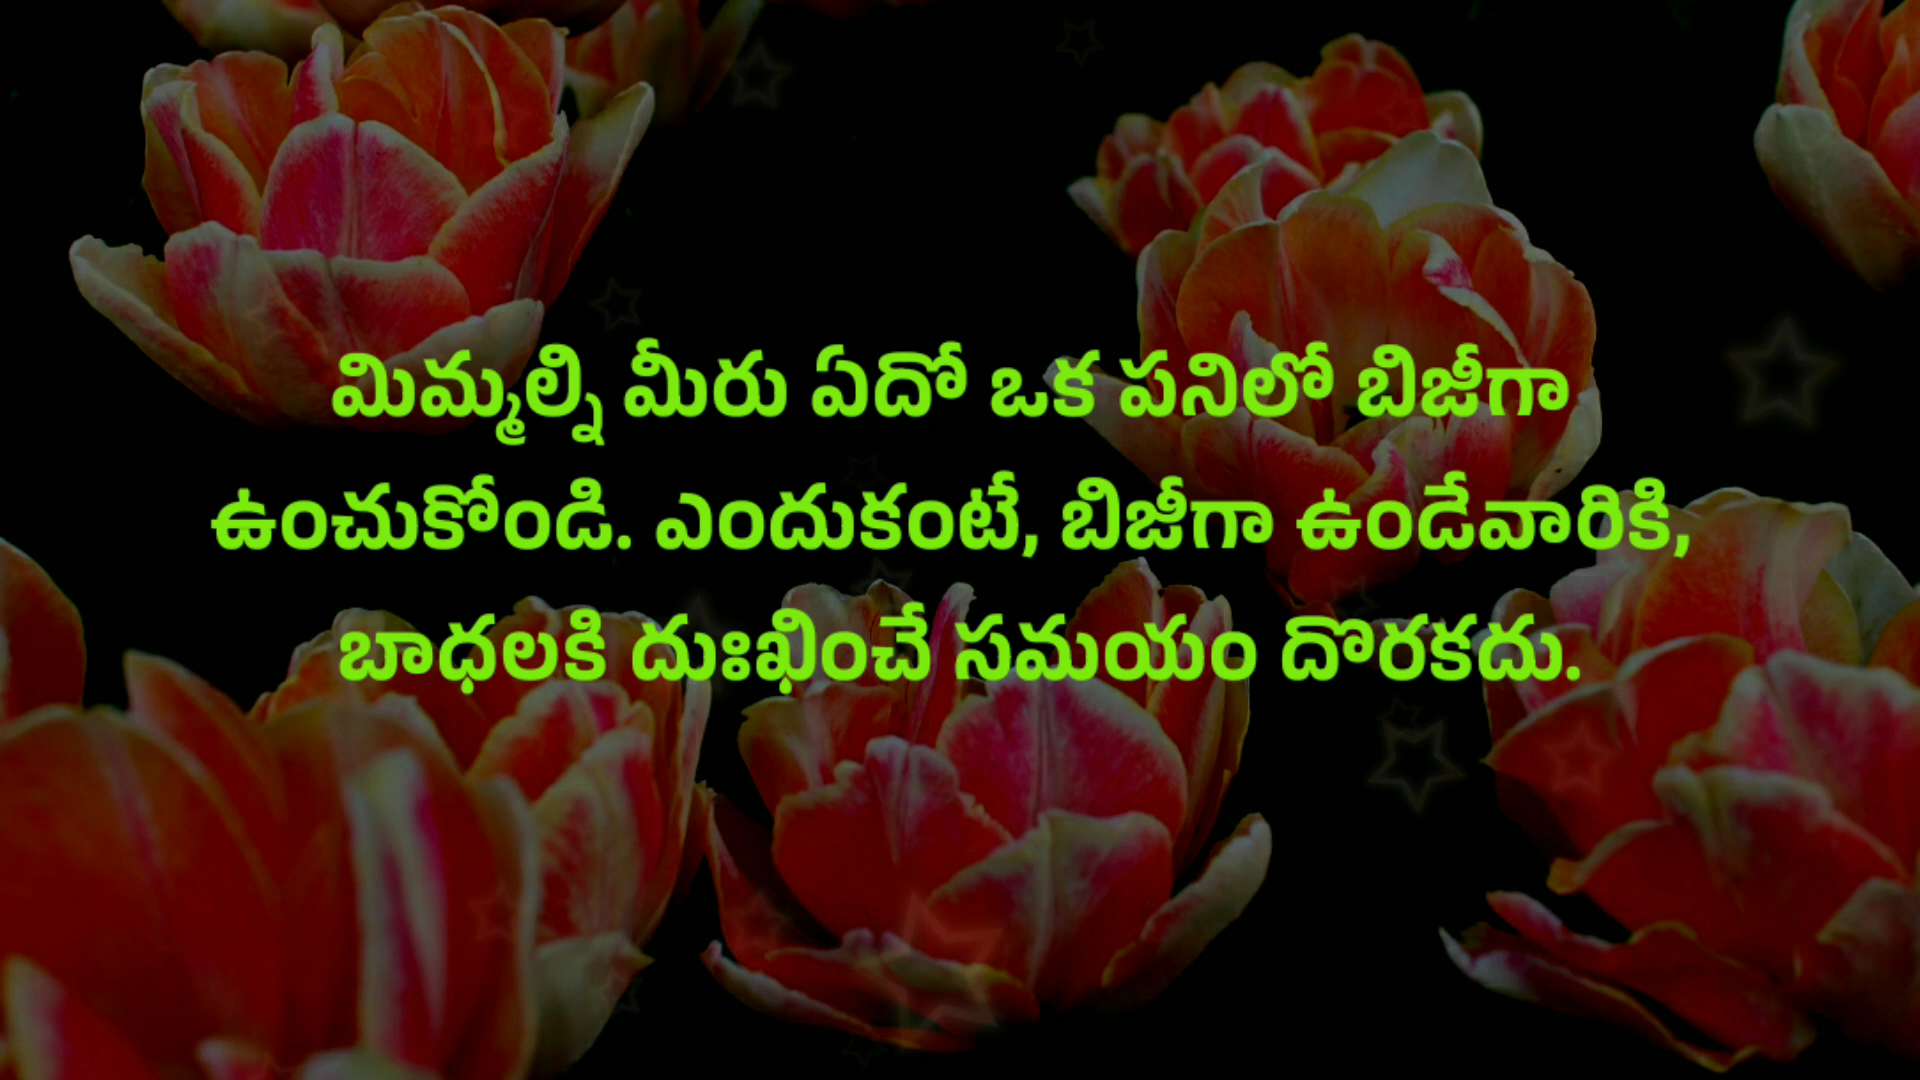 మిమ్మల్ని మీరు ఏదో ఒక పనిలో బిజీగా
ఉంచుకోండి. ఎందుకంటే, బిజీగా ఉండేవారికి,
బాధలకి దుఃఖించే సమయం దొరకదు.